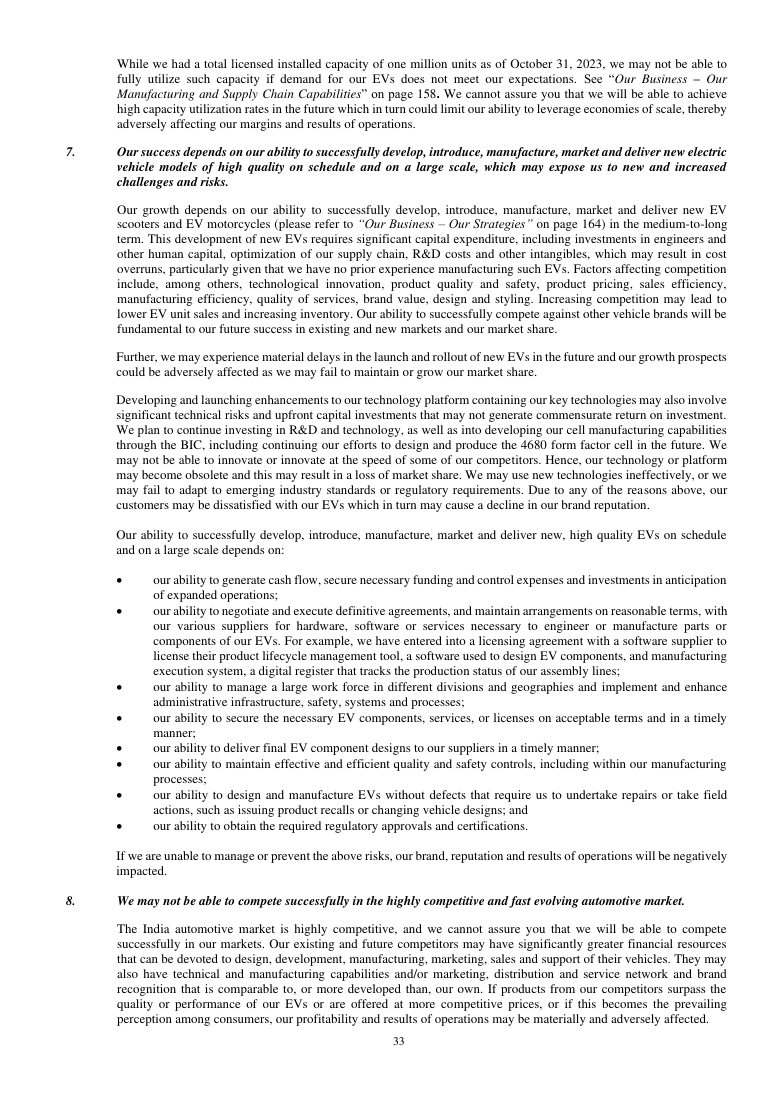 While we had a total licensed installed capacity of one million units as of October 31, 2023, we may not be able to
fully utilize such capacity if demand for our EVs does not meet our expectations. See “Our Business – Our
Manufacturing and Supply Chain Capabilities” on page 158. We cannot assure you that we will be able to achieve
high capacity utilization rates in the future which in turn could limit our ability to leverage economies of scale, thereby
adversely affecting our margins and results of operations.
7. Our success depends on our ability to successfully develop, introduce, manufacture, market and deliver new electric
vehicle models of high quality on schedule and on a large scale, which may expose us to new and increased
challenges and risks.
Our growth depends on our ability to successfully develop, introduce, manufacture, market and deliver new EV
scooters and EV motorcycles (please refer to “Our Business – Our Strategies” on page 164) in the medium-to-long
term. This development of new EVs requires significant capital expenditure, including investments in engineers and
other human capital, optimization of our supply chain, R&D costs and other intangibles, which may result in cost
overruns, particularly given that we have no prior experience manufacturing such EVs. Factors affecting competition
include, among others, technological innovation, product quality and safety, product pricing, sales efficiency,
manufacturing efficiency, quality of services, brand value, design and styling. Increasing competition may lead to
lower EV unit sales and increasing inventory. Our ability to successfully compete against other vehicle brands will be
fundamental to our future success in existing and new markets and our market share.
Further, we may experience material delays in the launch and rollout of new EVs in the future and our growth prospects
could be adversely affected as we may fail to maintain or grow our market share.
Developing and launching enhancements to our technology platform containing our key technologies may also involve
significant technical risks and upfront capital investments that may not generate commensurate return on investment.
We plan to continue investing in R&D and technology, as well as into developing our cell manufacturing capabilities
through the BIC, including continuing our efforts to design and produce the 4680 form factor cell in the future. We
may not be able to innovate or innovate at the speed of some of our competitors. Hence, our technology or platform
may become obsolete and this may result in a loss of market share. We may use new technologies ineffectively, or we
may fail to adapt to emerging industry standards or regulatory requirements. Due to any of the reasons above, our
customers may be dissatisfied with our EVs which in turn may cause a decline in our brand reputation.
Our ability to successfully develop, introduce, manufacture, market and deliver new, high quality EVs on schedule
and on a large scale depends on:
• our ability to generate cash flow, secure necessary funding and control expenses and investments in anticipation
of expanded operations;
• our ability to negotiate and execute definitive agreements, and maintain arrangements on reasonable terms, with
our various suppliers for hardware, software or services necessary to engineer or manufacture parts or
components of our EVs. For example, we have entered into a licensing agreement with a software supplier to
license their product lifecycle management tool, a software used to design EV components, and manufacturing
execution system, a digital register that tracks the production status of our assembly lines;
• our ability to manage a large work force in different divisions and geographies and implement and enhance
administrative infrastructure, safety, systems and processes;
• our ability to secure the necessary EV components, services, or licenses on acceptable terms and in a timely
manner;
• our ability to deliver final EV component designs to our suppliers in a timely manner;
• our ability to maintain effective and efficient quality and safety controls, including within our manufacturing
processes;
• our ability to design and manufacture EVs without defects that require us to undertake repairs or take field
actions, such as issuing product recalls or changing vehicle designs; and
• our ability to obtain the required regulatory approvals and certifications.
If we are unable to manage or prevent the above risks, our brand, reputation and results of operations will be negatively
impacted.
8. We may not be able to compete successfully in the highly competitive and fast evolving automotive market.
The India automotive market is highly competitive, and we cannot assure you that we will be able to compete
successfully in our markets. Our existing and future competitors may have significantly greater financial resources
that can be devoted to design, development, manufacturing, marketing, sales and support of their vehicles. They may
also have technical and manufacturing capabilities and/or marketing, distribution and service network and brand
recognition that is comparable to, or more developed than, our own. If products from our competitors surpass the
quality or performance of our EVs or are offered at more competitive prices, or if this becomes the prevailing
perception among consumers, our profitability and results of operations may be materially and adversely affected.
33